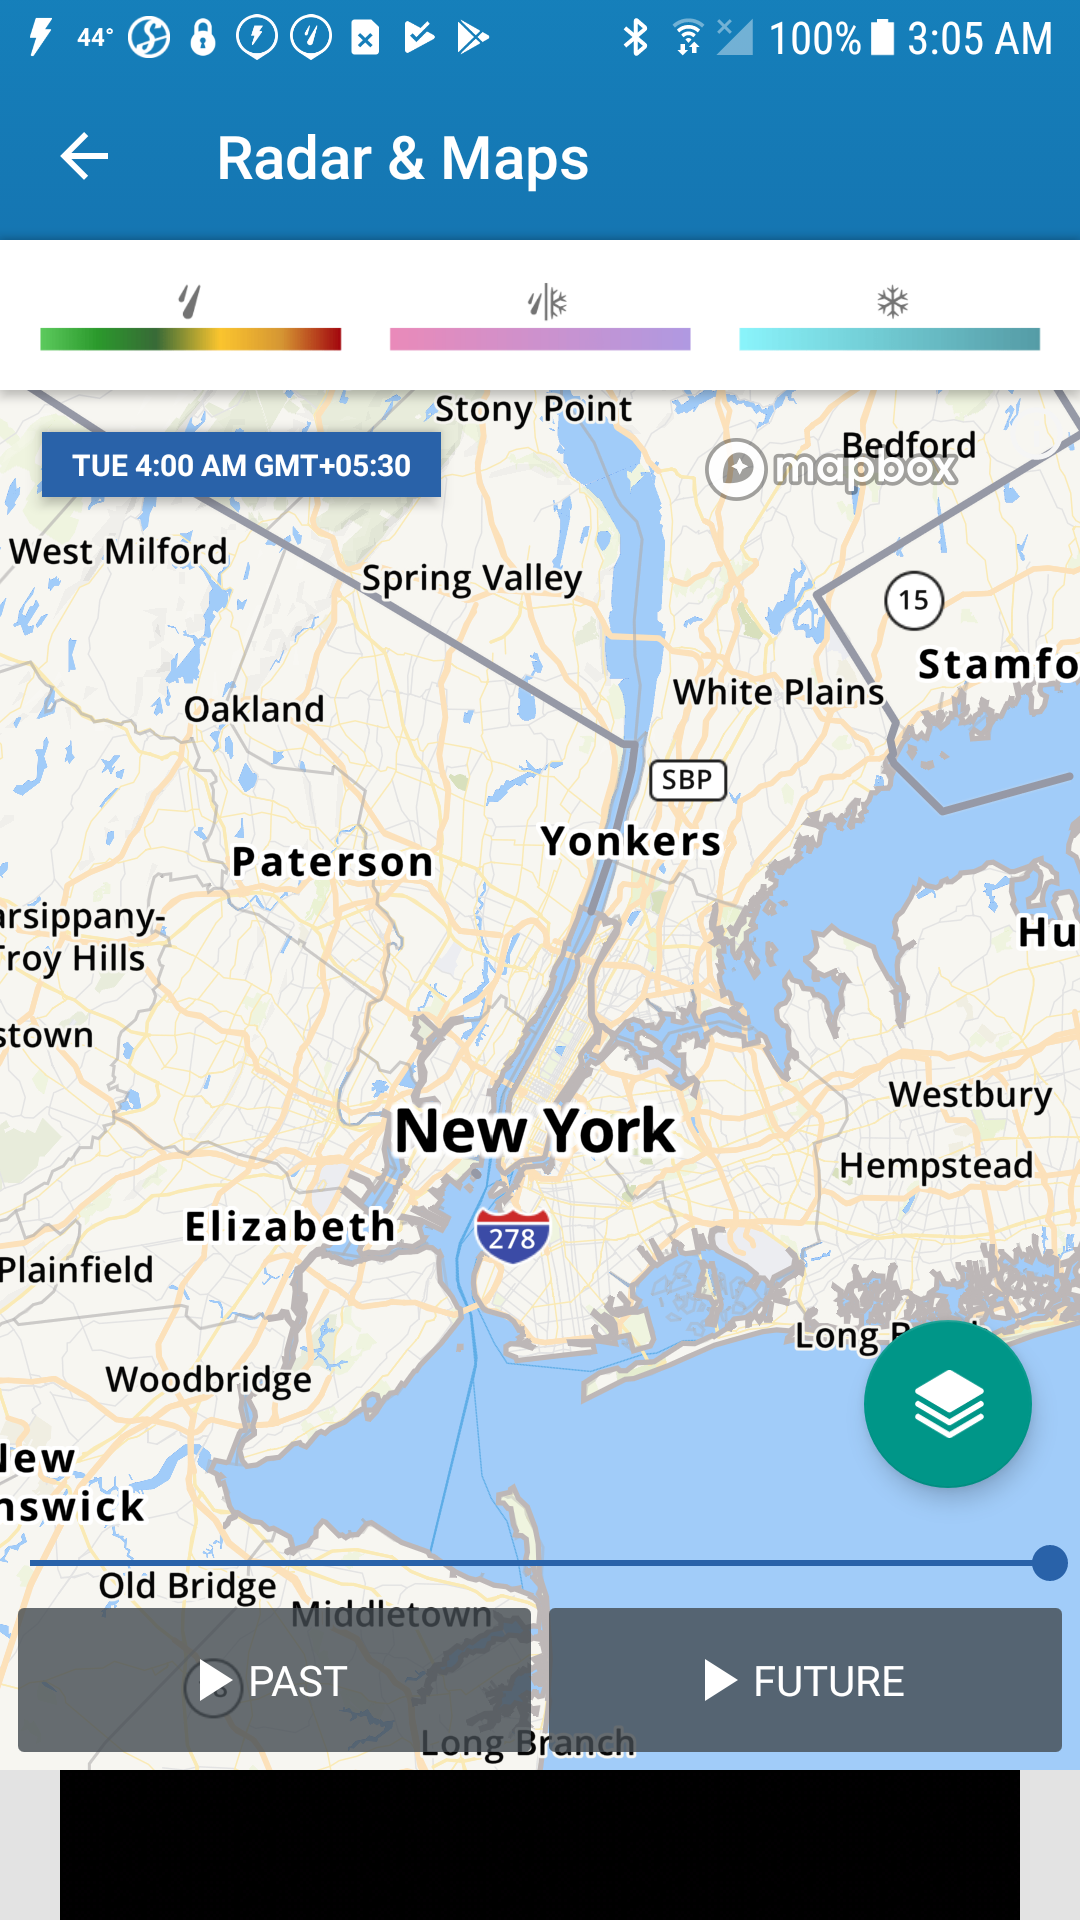 44° 100% 3:05 AM
Radar & Maps
Stony Point
Bedford
mapbox
TUE 4:00 AM GMT+05:30
West Milford
Spring Valley
15
Stamfo
White Plains
Oakland
SBP
Yonkers
Paterson
arsippany-
Troy Hills
Hu
stown
Westbury
New York
Hempstead
Elizabeth
278
Plainfield
Long
Woodbridge
New
nswick
Old Bridge
Middletown
PAST
FUTURE
Long Branch